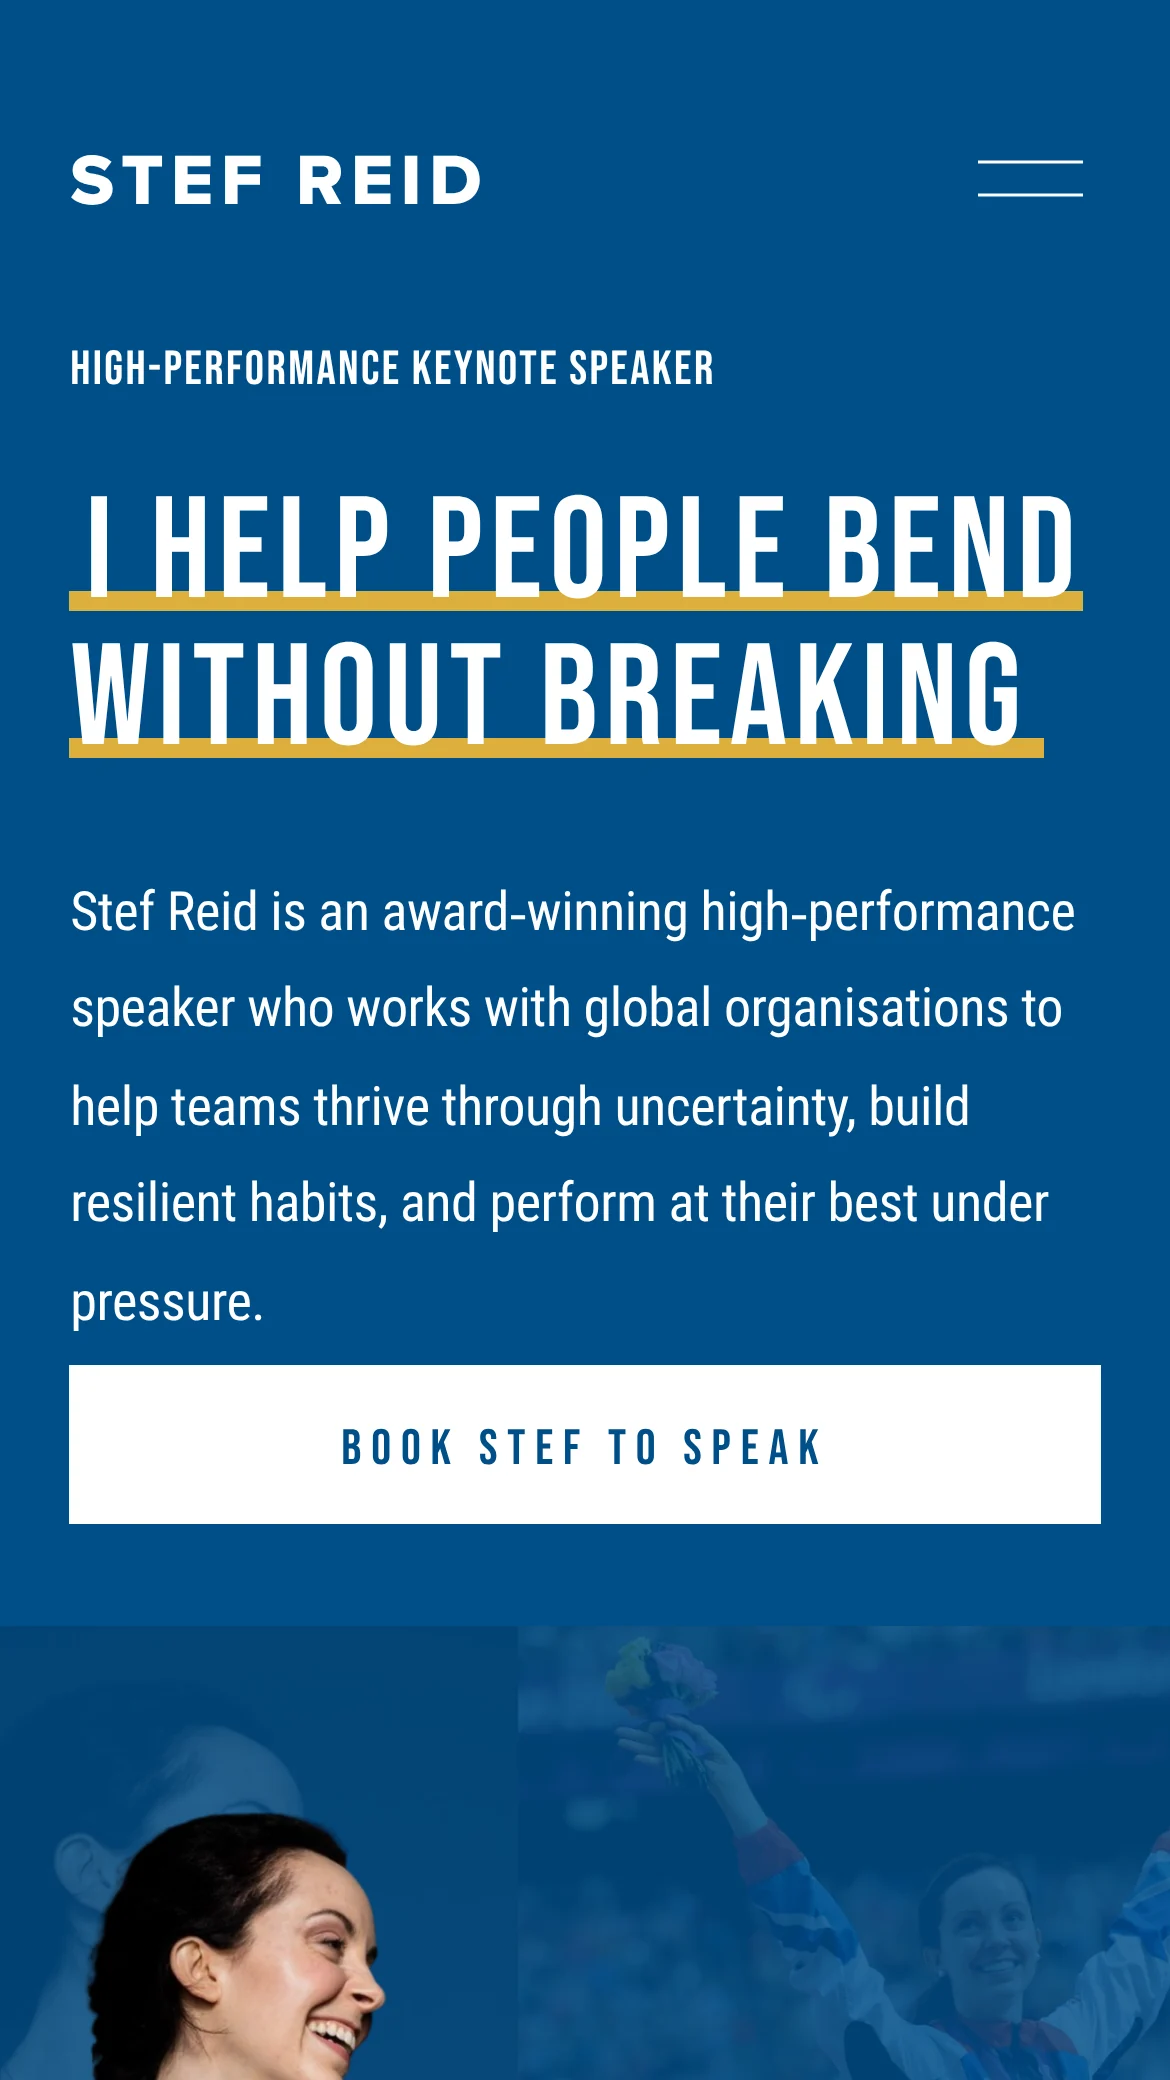 STEF REID
HIGH-PERFORMANCE KEYNOTE SPEAKER
I HELP PEOPLE BEND
WITHOUT BREAKING
Stef Reid is an award-winning high-performance
speaker who works with global organisations to
help teams thrive through uncertainty, build
resilient habits, and perform at their best under
pressure.
BOOK STEF TO SPEAK